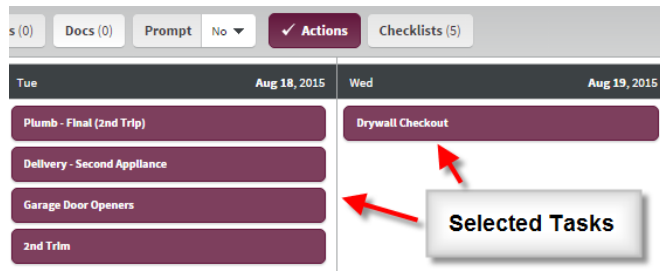 s (0) Docs (0) Prompt No ✓ Actions Checklists (5)
Tue Aug 18, 2015 Wed Aug 19, 2015
Plumb - Final (2nd Trip) Drywall Checkout
Delivery - Second Appliance
Garage Door Openers
Selected Tasks
2nd Trim